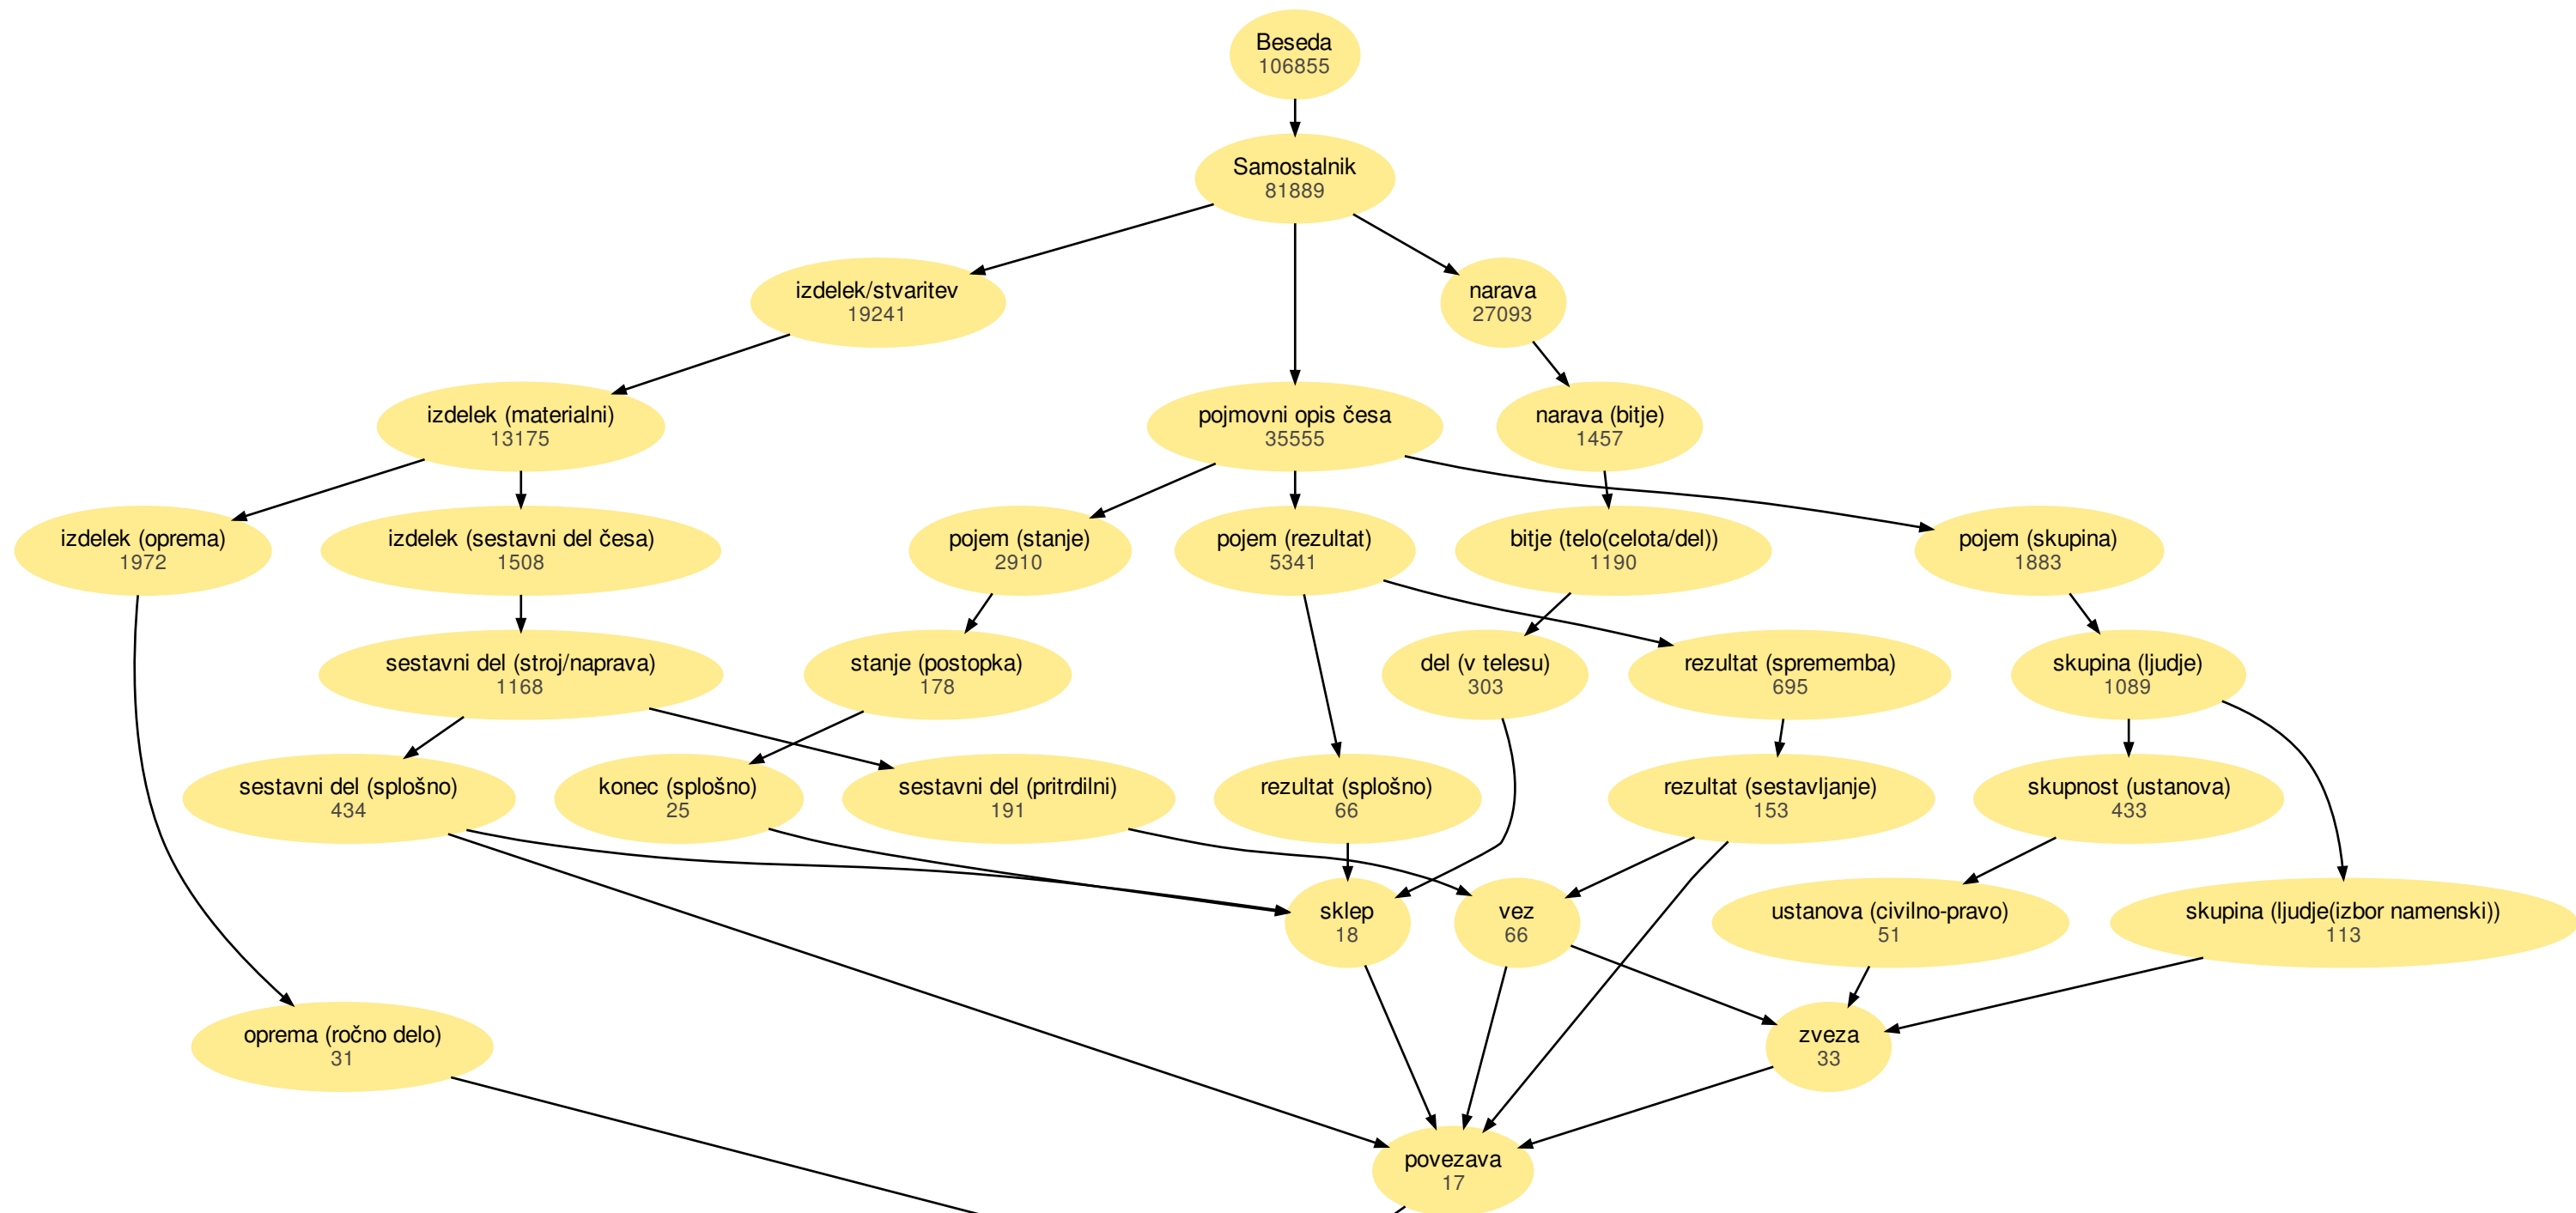 Beseda
106855
Samostalnik
81889
izdelek/stvaritev
19241
narava
27093
izdelek (materialni)
13175
pojmovni opis česa
35555
narava (bitje)
1457
izdelek (oprema)
1972
izdelek (sestavni del česa)
1508
pojem (stanje)
2910
pojem (rezultat)
5341
bitje (telo(celota/del))
1190
pojem (skupina)
1883
sestavni del (stroj/naprava)
1168
stanje (postopka)
178
del (v telesu)
303
rezultat (sprememba)
695
skupina (ljudje)
1089
sestavni del (splošno)
434
konec (splošno)
25
sestavni del (pritrdilni)
191
rezultat (splošno)
66
rezultat (sestavljanje)
153
skupnost (ustanova)
433
sklep
18
vez
66
ustanova (civilno-pravo)
51
skupina (ljudje(izbor namenski))
113
oprema (ročno delo)
31
zveza
33
povezava
17